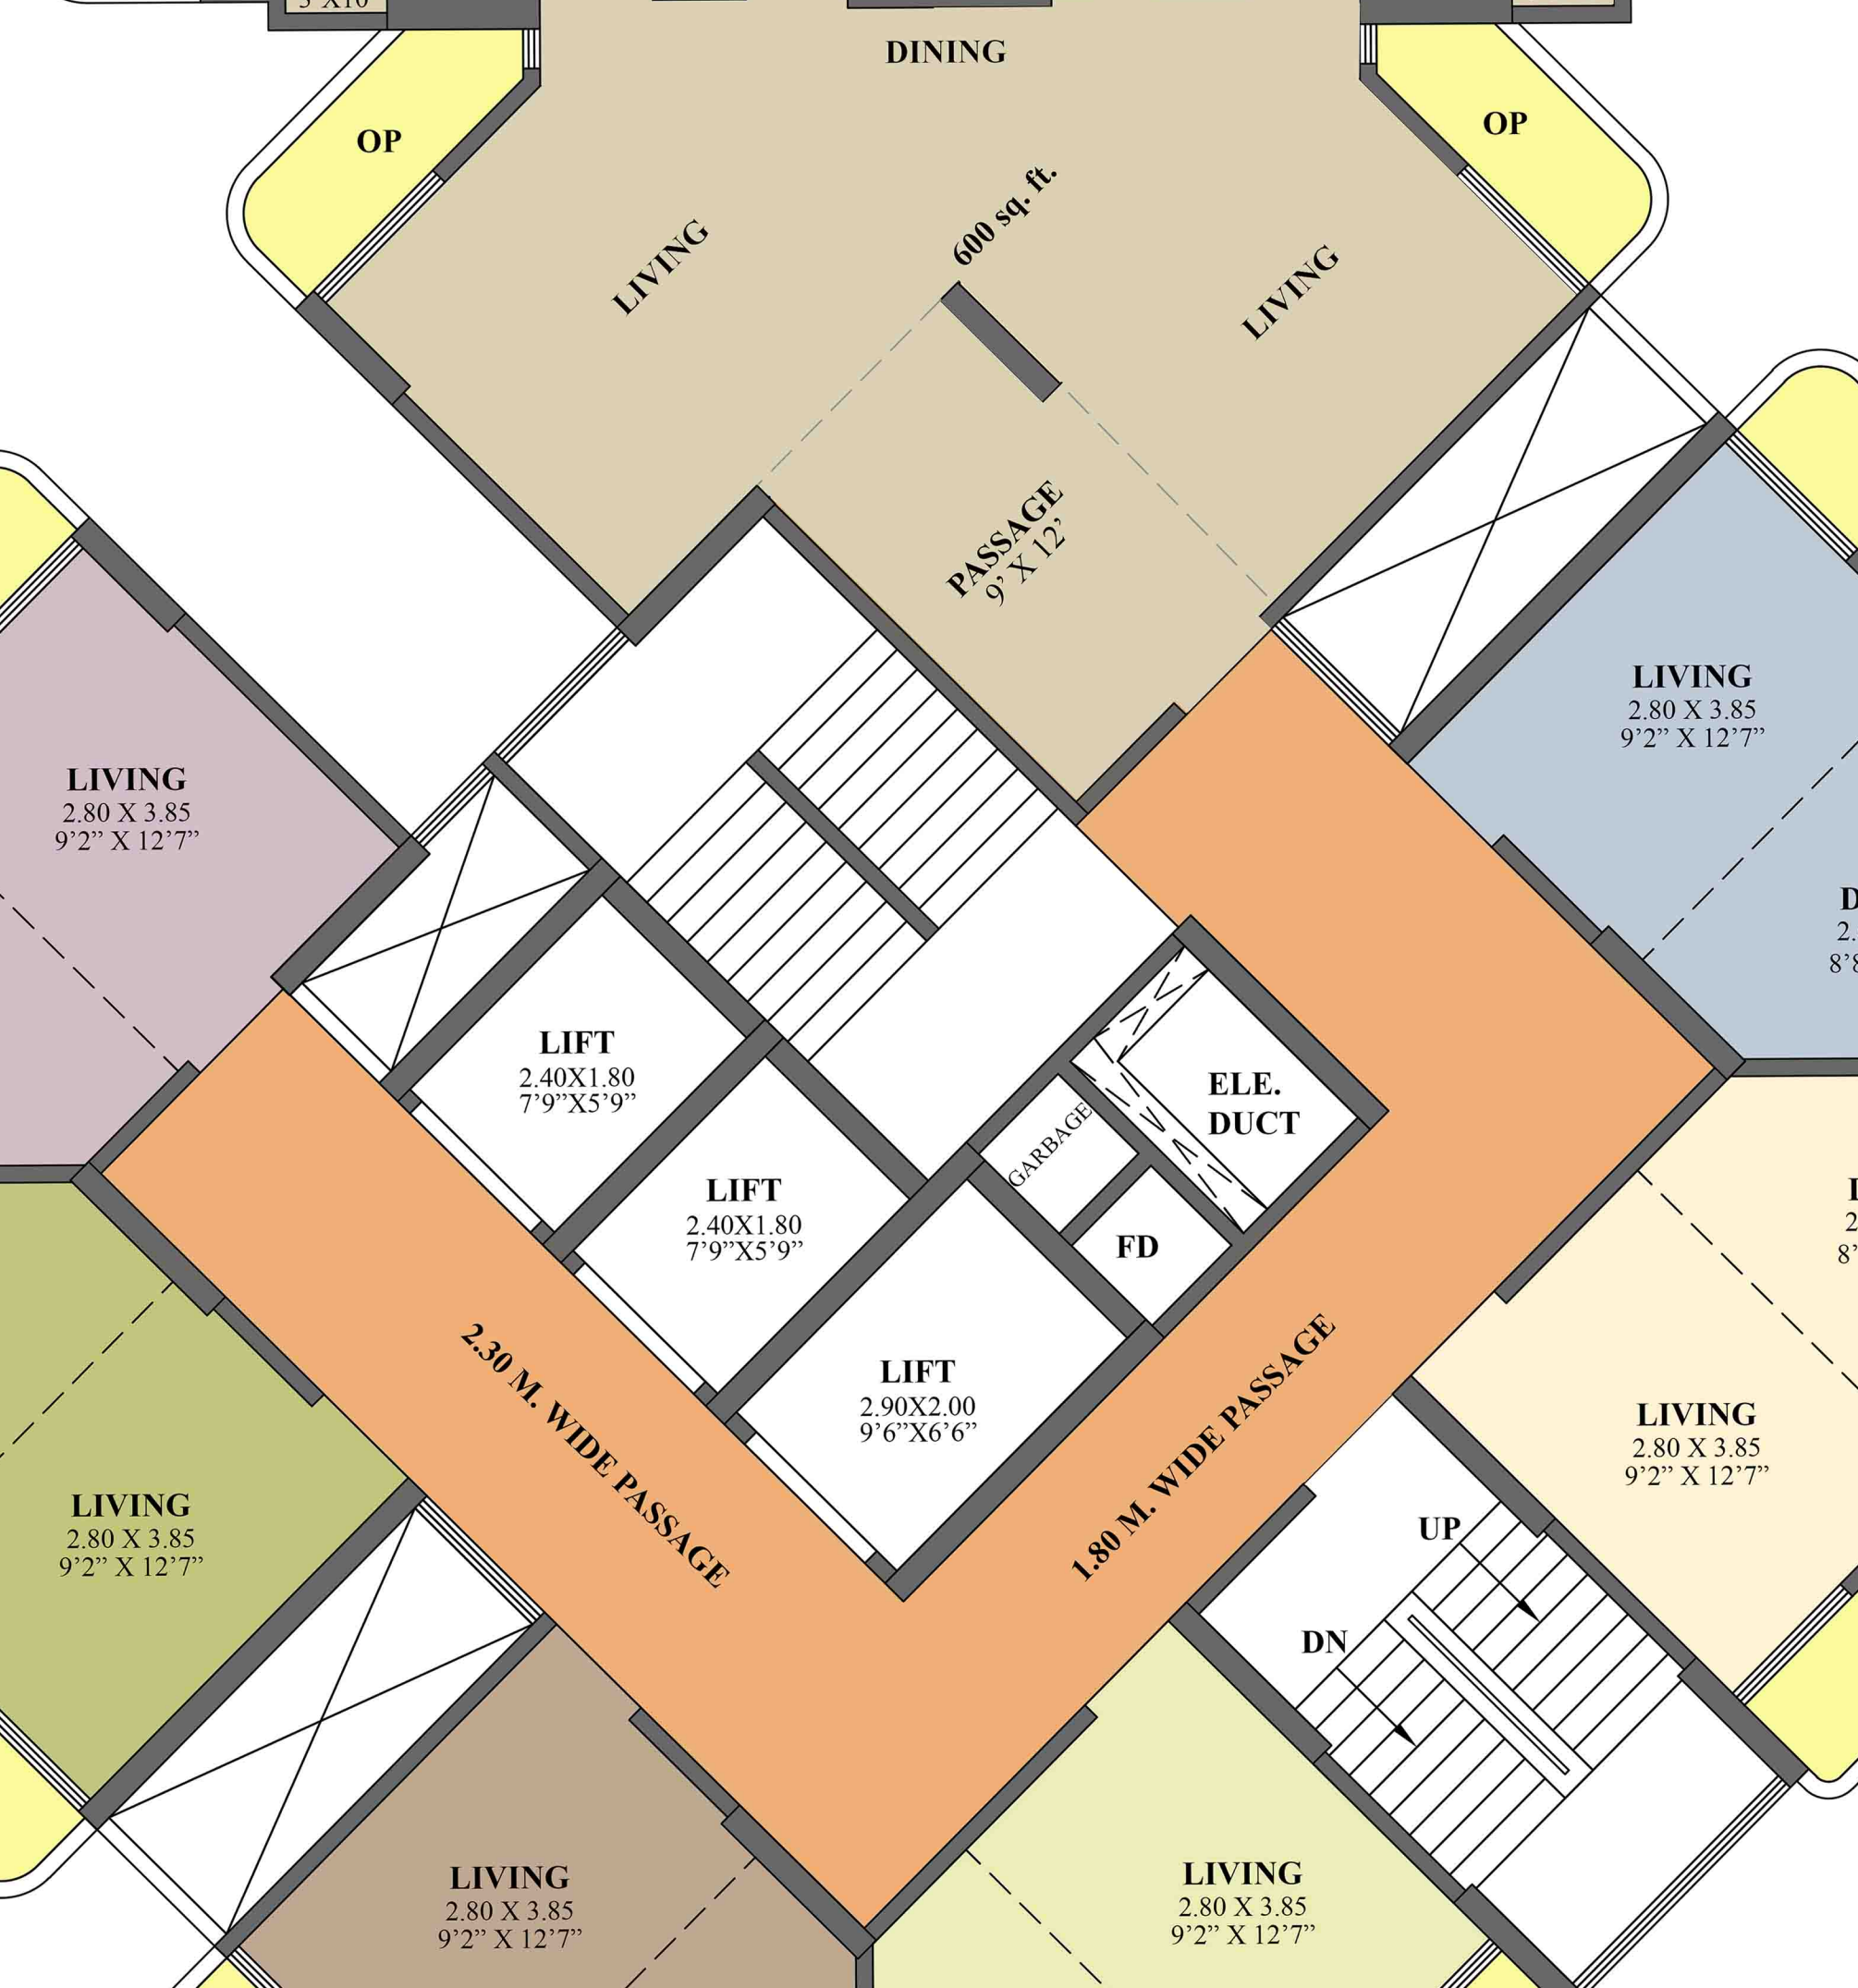 DINING
OP
OP
600 sq. ft.
LIVING
LIVING
PASSAGE
9’ X 12’
LIVING
2.80 X 3.85
9’2” X 12’7”
LIVING
2.80 X 3.85
9’2” X 12’7”
LIFT
2.40X1.80
7’9”X5’9”
ELE.
DUCT
GARBAGE
LIFT
2.40X1.80
7’9”X5’9”
FD
LIFT
2.90X2.00
9’6”X6’6”
2.30 M. WIDE PASSAGE
1.80 M. WIDE PASSAGE
LIVING
2.80 X 3.85
9’2” X 12’7”
LIVING
2.80 X 3.85
9’2” X 12’7”
UP
DN
LIVING
2.80 X 3.85
9’2” X 12’7”
LIVING
2.80 X 3.85
9’2” X 12’7”